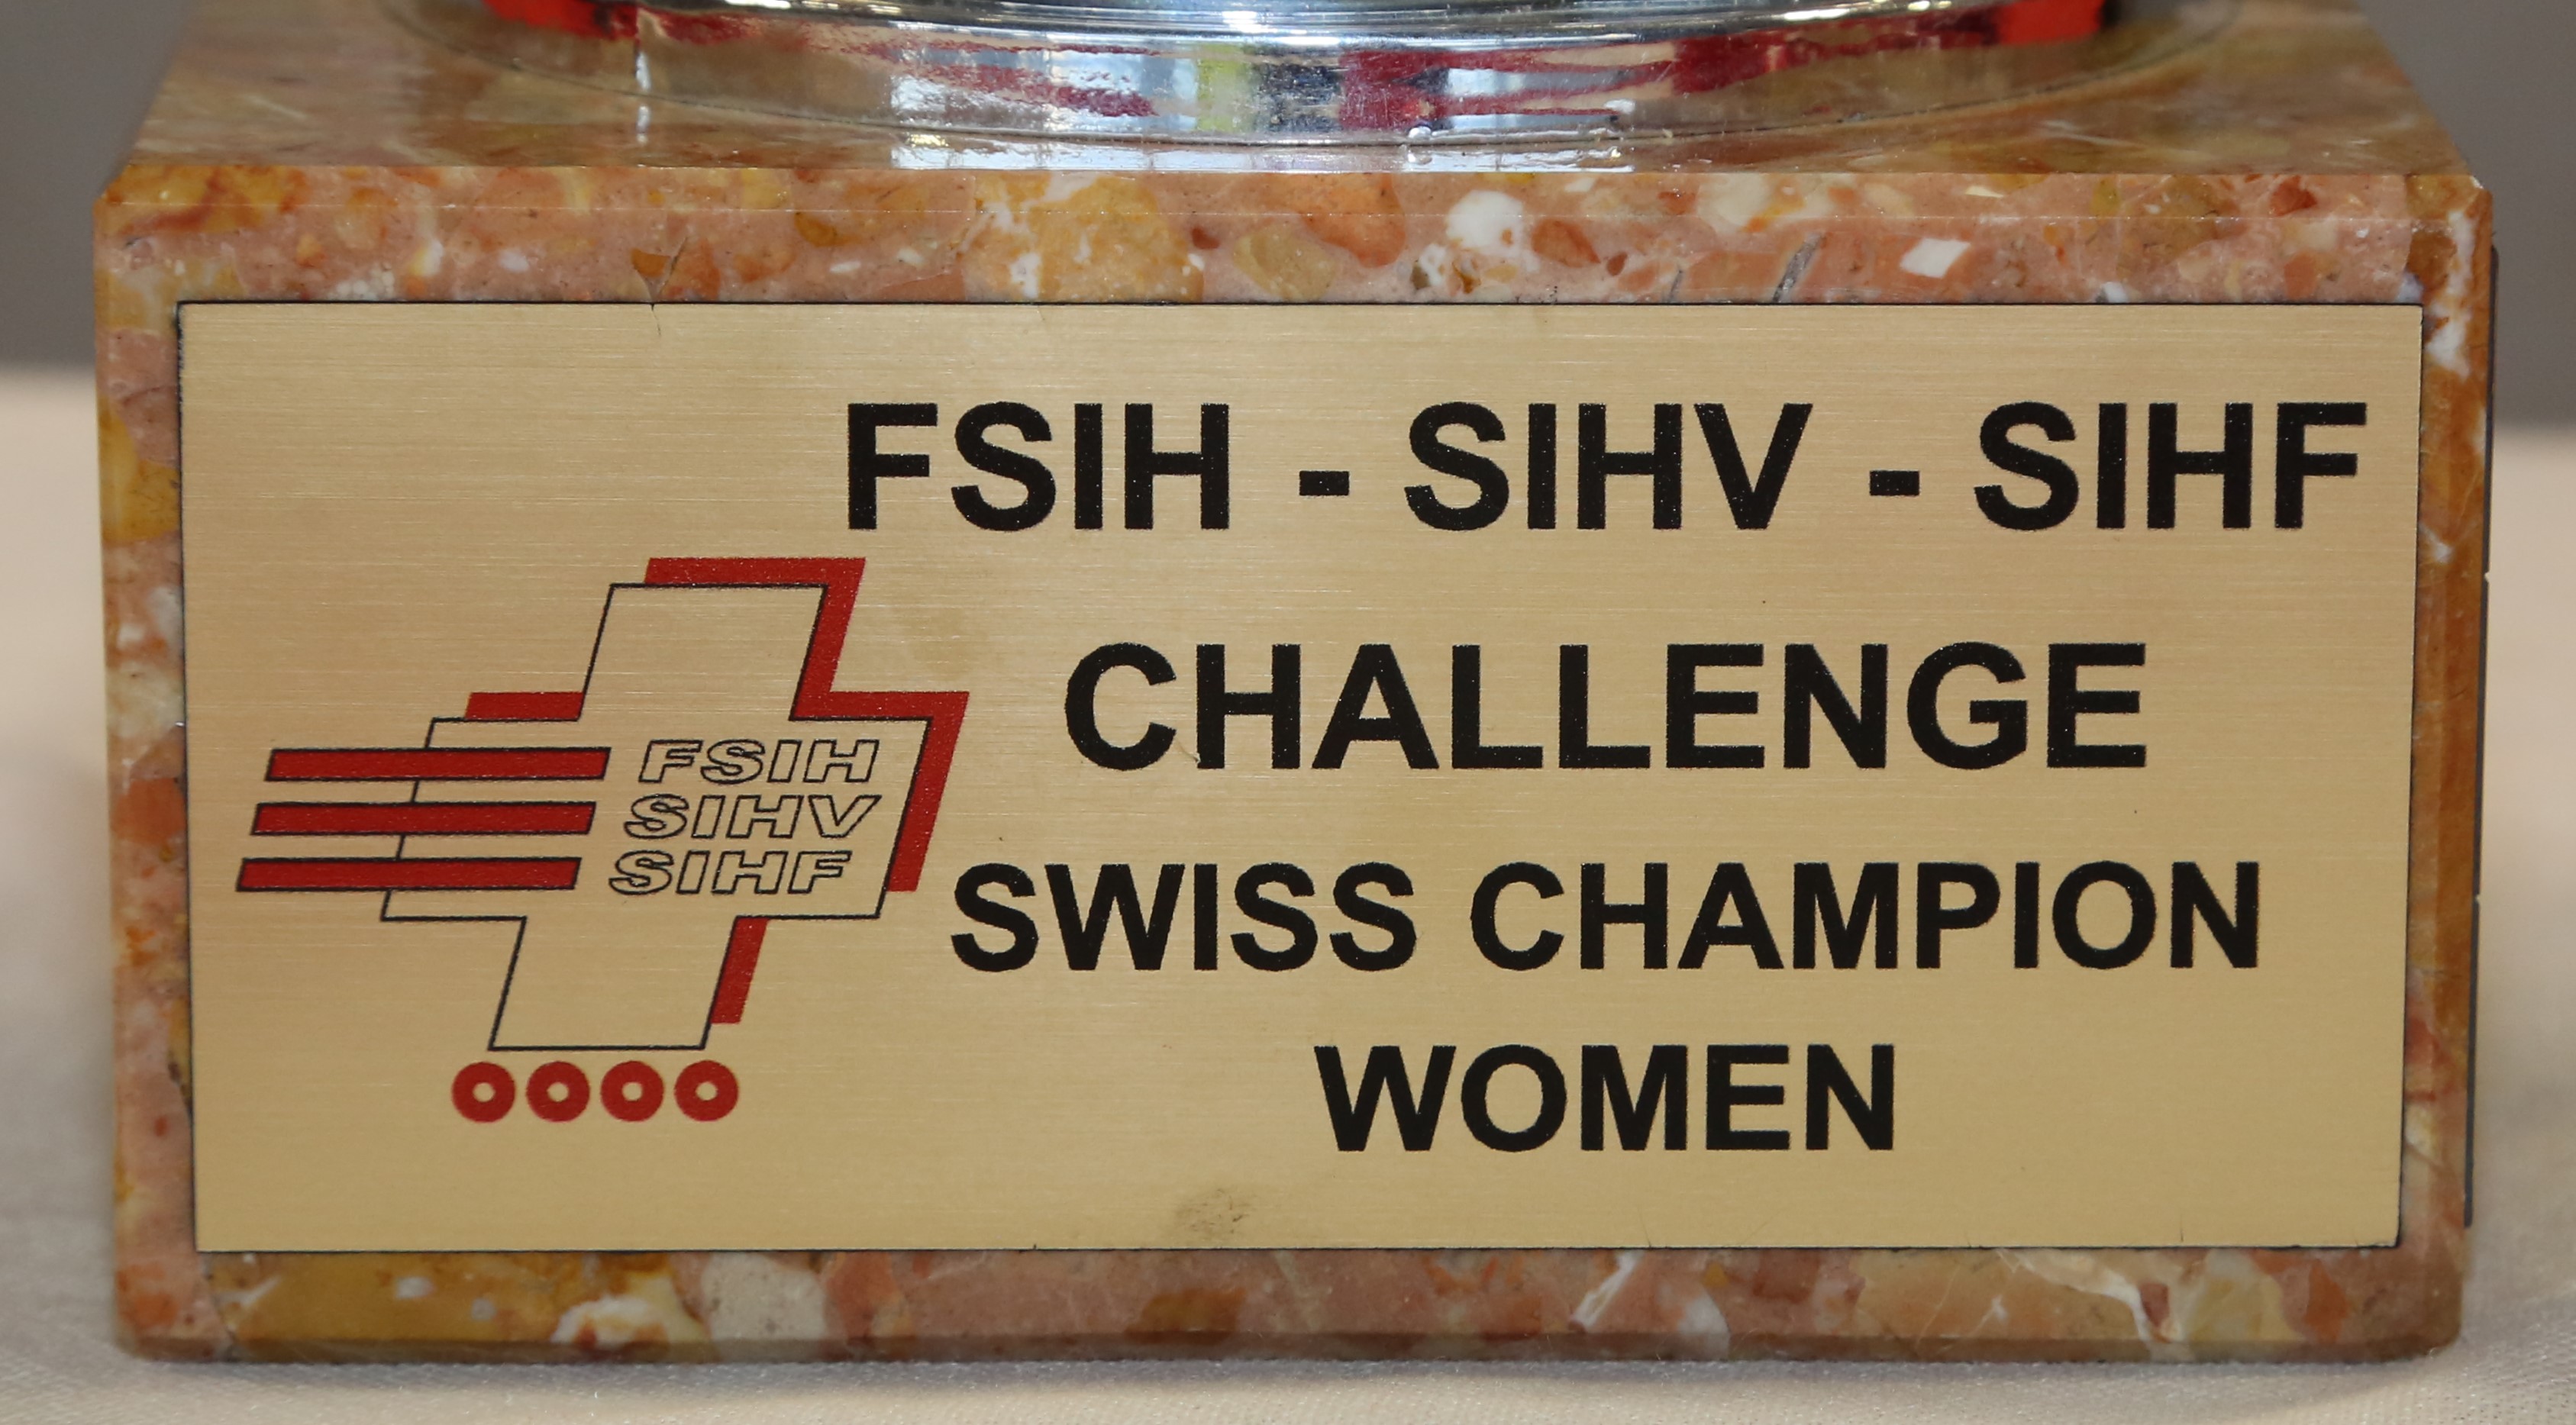 FSIH - SIHV - SIHF
CHALLENGE
SWISS CHAMPION
WOMEN
FSIH
SIHV
SIHF